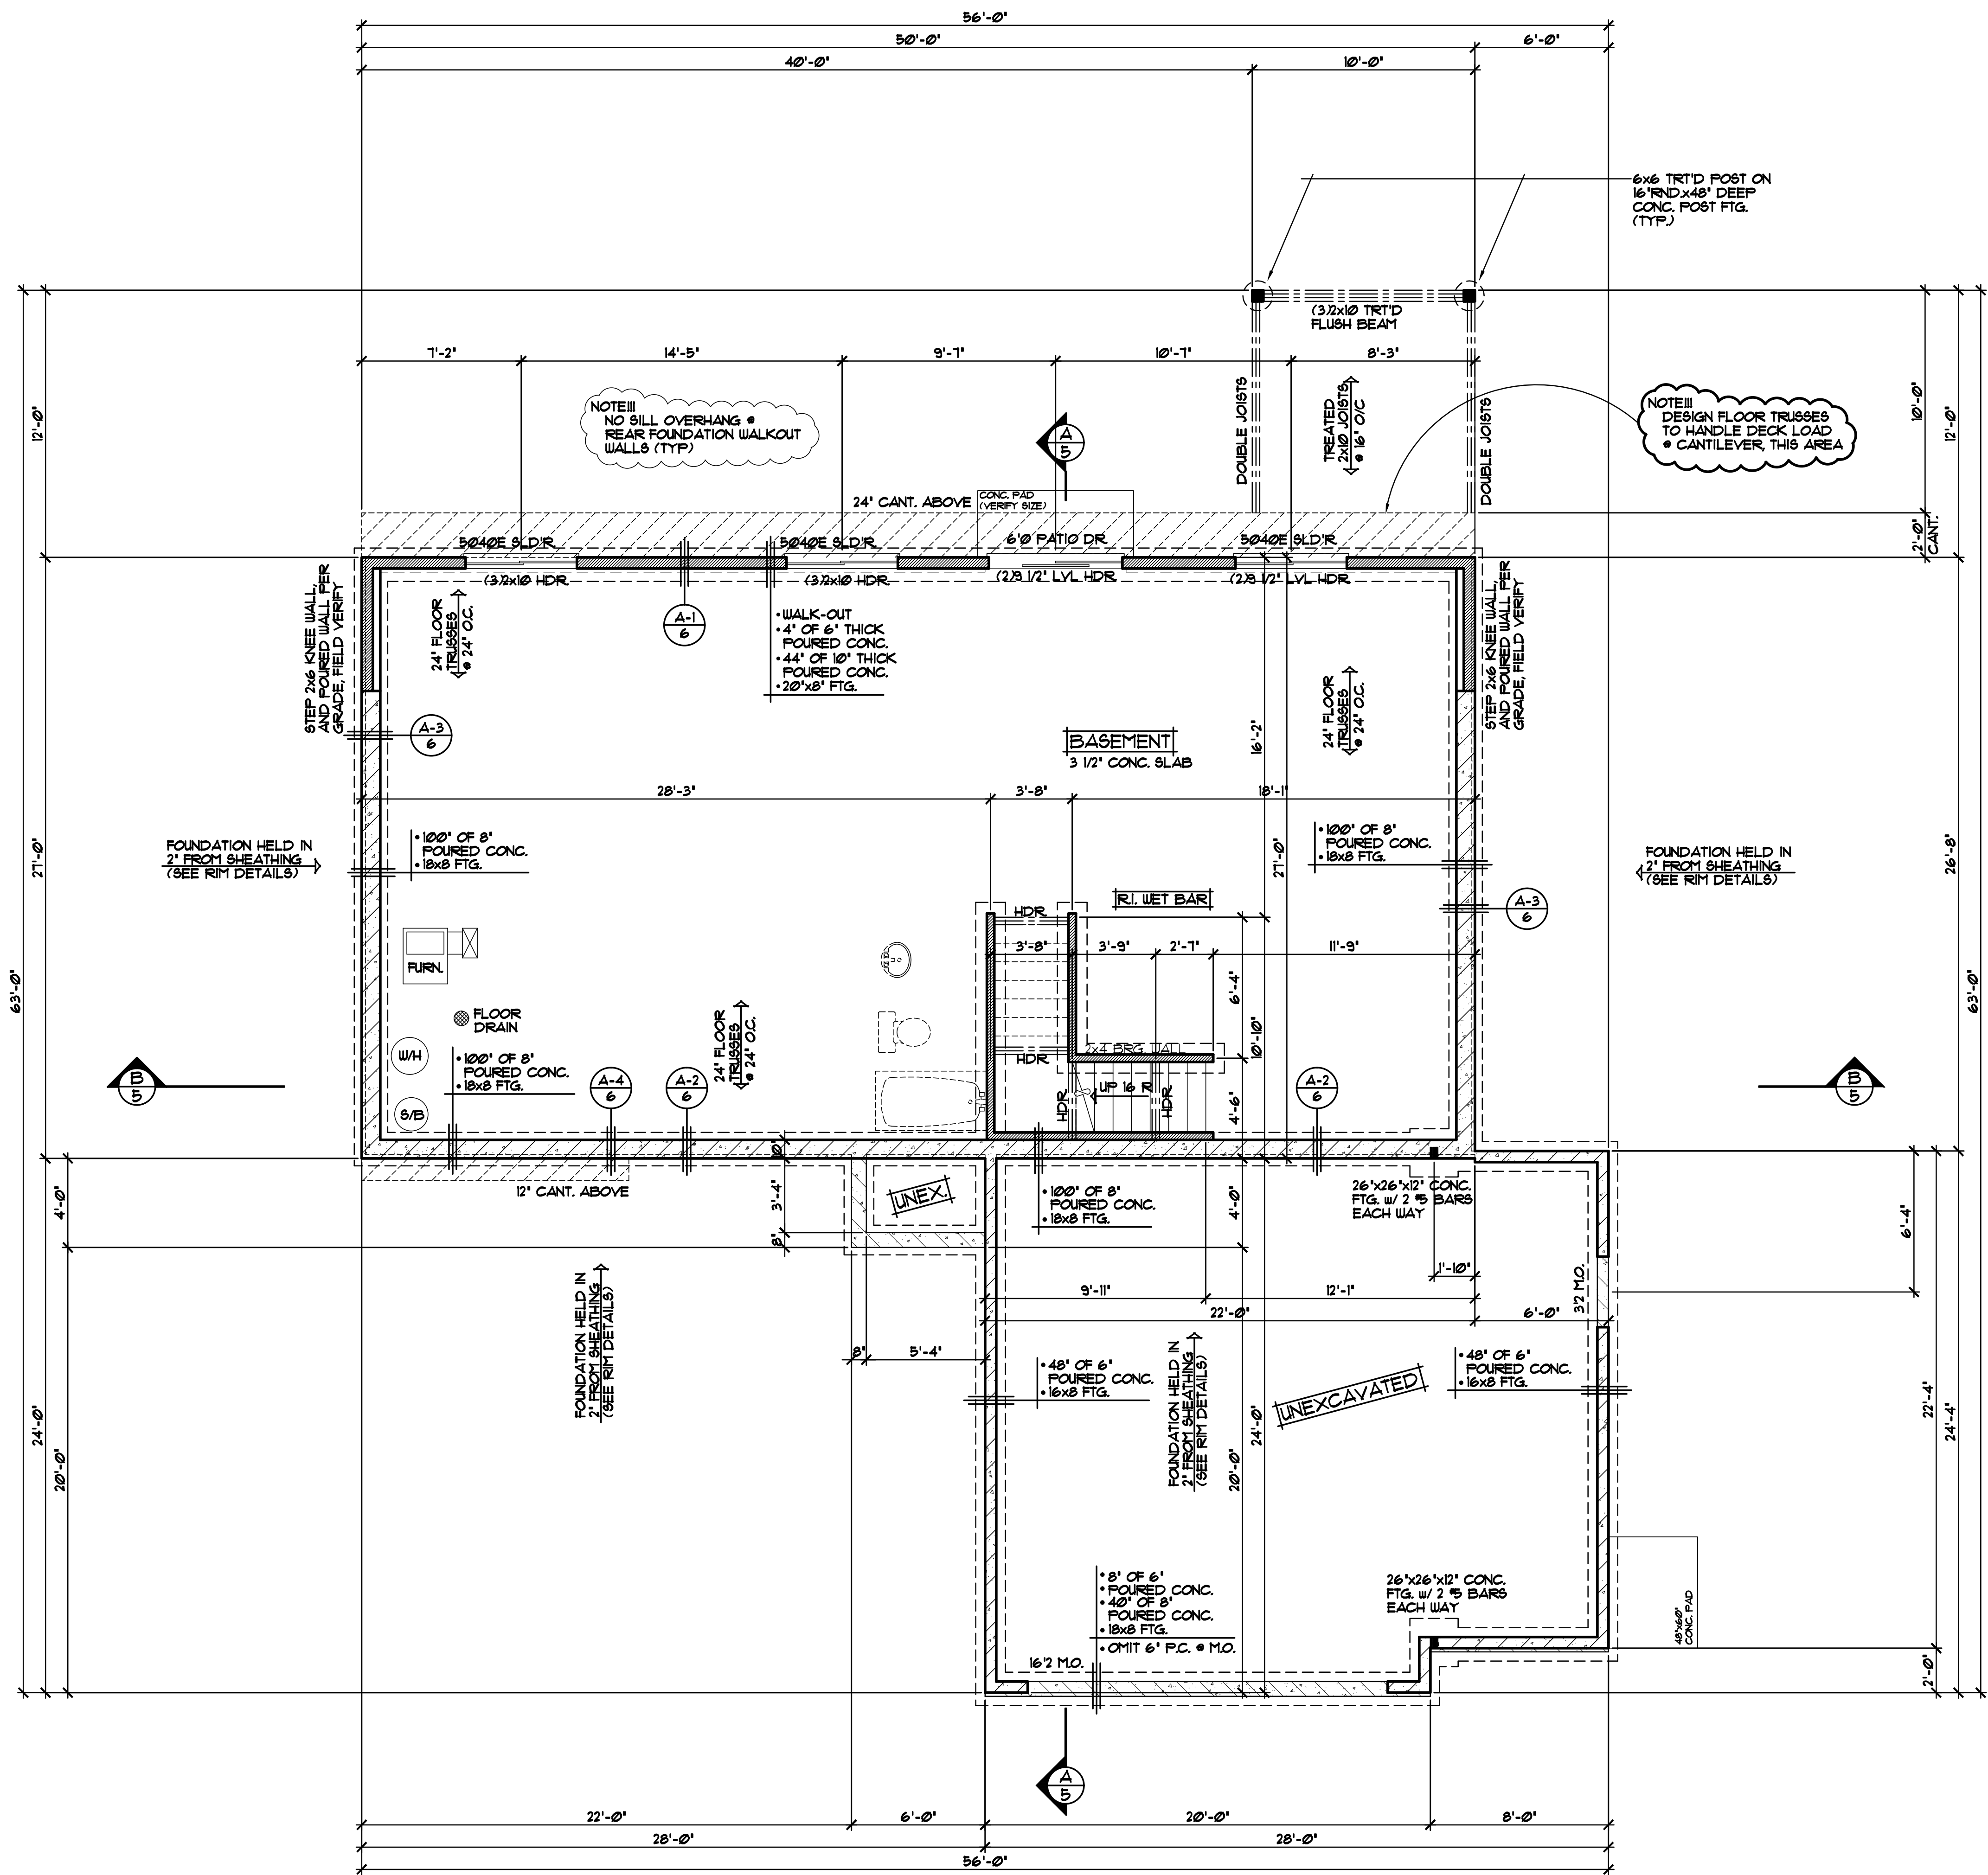 56'-0"
50'-0"
6'-0"
40'-0"
10'-0"
6x6 TRT'D POST ON
16"RND.x48" DEEP
CONC. POST FTG.
(TYP.)
(3)2x10 TRT'D
FLUSH BEAM
7'-2"
14'-5"
9'-7"
10'-7"
8'-3"
NOTE!!!
NO SILL OVERHANG @
REAR FOUNDATION WALKOUT
WALLS (TYP)
A
5
DOUBLE JOISTS
TREATED
2x10 JOISTS
@ 16" O/C
DOUBLE JOISTS
NOTE!!!
DESIGN FLOOR TRUSSES
TO HANDLE DECK LOAD
@ CANTILEVER, THIS AREA
12'-0"
10'-0"
12'-0"
2'-0"
CANT.
24" CANT. ABOVE
CONC. PAD
(VERIFY SIZE)
5040E SLD'R.
5040E SLD'R.
6'0 PATIO DR.
5040E SLD'R.
(3)2x10 HDR.
(3)2x10 HDR.
(2)9 1/2" LVL HDR.
(2)9 1/2" LVL HDR.
STEP 2x6 KNEE WALL,
AND POURED WALL PER
GRADE, FIELD VERIFY
24" FLOOR
TRUSSES
@ 24" O.C.
A-1
6
•WALK-OUT
•4" OF 6" THICK
POURED CONC.
•44" OF 10" THICK
POURED CONC.
•20"x8" FTG.
24" FLOOR
TRUSSES
@ 24" O.C.
STEP 2x6 KNEE WALL,
AND POURED WALL PER
GRADE, FIELD VERIFY
A-3
6
BASEMENT
3 1/2" CONC. SLAB
16'-2"
28'-3"
3'-8"
18'-1"
27'-0"
27'-0"
26'-8"
FOUNDATION HELD IN
2" FROM SHEATHING
(SEE RIM DETAILS)
•100" OF 8"
POURED CONC.
•18x8 FTG.
•100" OF 8"
POURED CONC.
•18x8 FTG.
FOUNDATION HELD IN
2" FROM SHEATHING
(SEE RIM DETAILS)
R.I. WET BAR
A-3
6
HDR.
3'-8"
3'-9"
2'-7"
11'-9"
FURN.
63'-0"
63'-0"
6'-4"
10'-10"
FLOOR
DRAIN
W/H
S/B
24" FLOOR
TRUSSES
@ 24" O.C.
•100" OF 8"
POURED CONC.
•18x8 FTG.
A-4
6
A-2
6
HDR.
2x4 BRG. WALL
UP 16 R
HDR.
HDR.
4'-6"
A-2
6
B
5
B
5
12" CANT. ABOVE
10"
3'-4"
8"
UNEX.
•100" OF 8"
POURED CONC.
•18x8 FTG.
4'-0"
26"x26"x12" CONC.
FTG. w/ 2 #5 BARS
EACH WAY
4'-0"
6'-4"
1'-10"
3'2 M.O.
9'-11"
12'-1"
22'-0"
6'-0"
8"
5'-4"
FOUNDATION HELD IN
2" FROM SHEATHING
(SEE RIM DETAILS)
•48" OF 6"
POURED CONC.
•16x8 FTG.
FOUNDATION HELD IN
2" FROM SHEATHING
(SEE RIM DETAILS)
UNEXCAVATED
•48" OF 6"
POURED CONC.
•16x8 FTG.
24'-0"
20'-0"
20'-0"
24'-0"
22'-4"
24'-4"
•8" OF 6"
•POURED CONC.
•40" OF 8"
POURED CONC.
•18x8 FTG.
•OMIT 6" P.C. @ M.O.
16'2 M.O.
26"x26"x12" CONC.
FTG. w/ 2 #5 BARS
EACH WAY
48"x60"
CONC. PAD
2'-0"
A
5
22'-0"
6'-0"
20'-0"
8'-0"
28'-0"
28'-0"
56'-0"